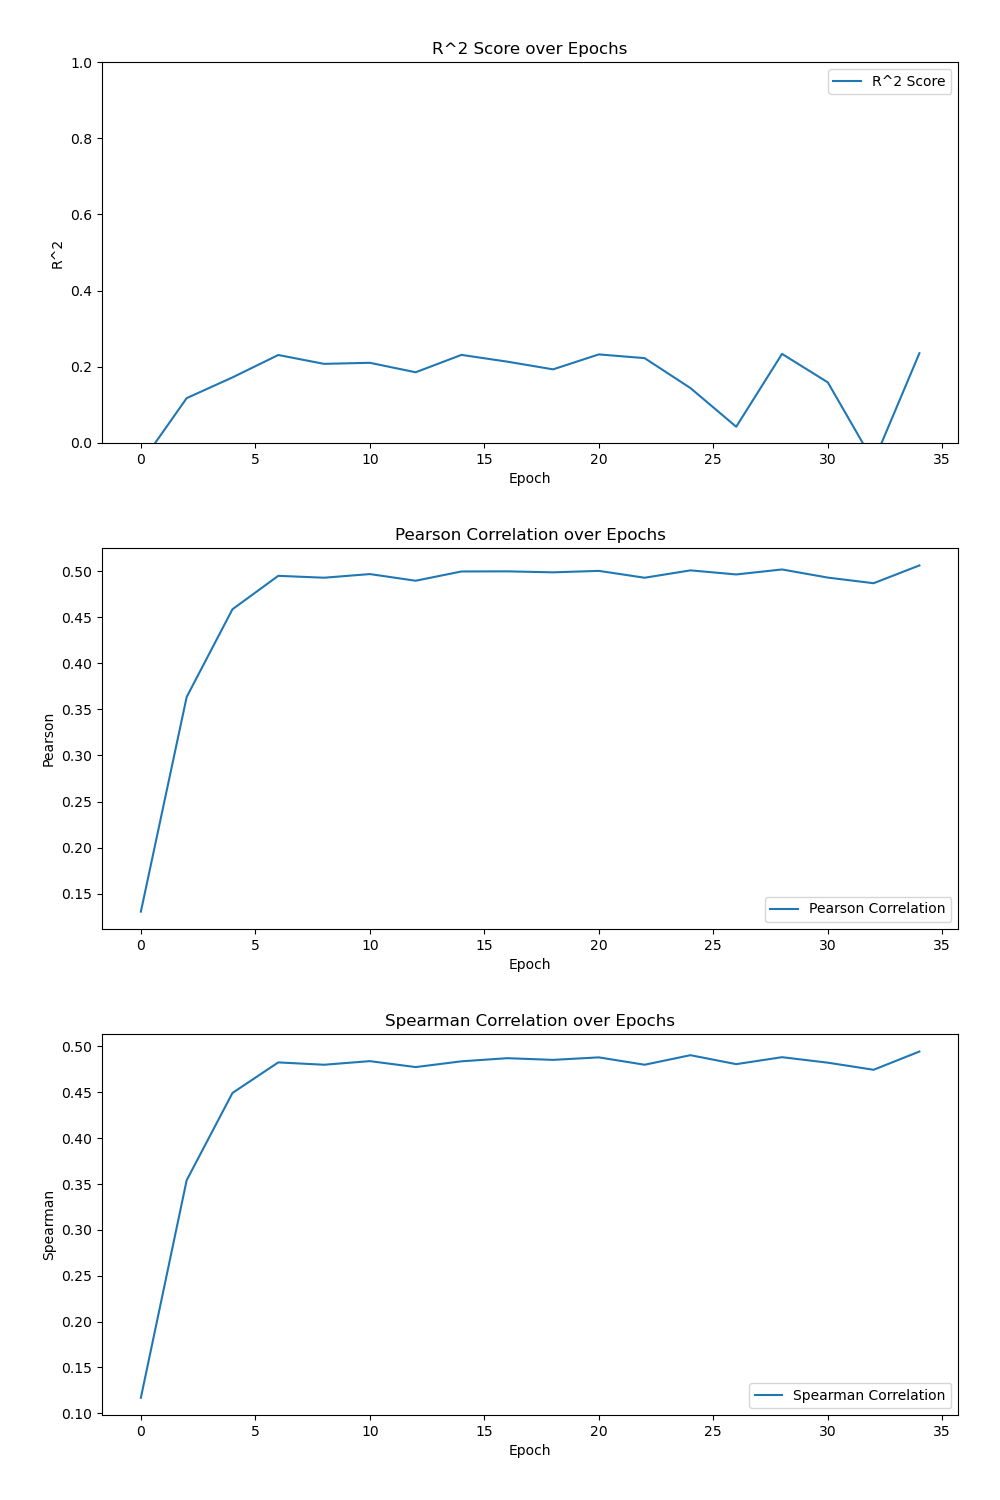 R^2 Score over Epochs
1.0
0.8
0.6
0.4
0.2
0.0
R^2
R^2 Score
0 5 10 15 20 25 30 35
Epoch
Pearson Correlation over Epochs
0.50
0.45
0.40
0.35
0.30
0.25
0.20
0.15
Pearson
Pearson Correlation
0 5 10 15 20 25 30 35
Epoch
Spearman Correlation over Epochs
0.50
0.45
0.40
0.35
0.30
0.25
0.20
0.15
0.10
Spearman
Spearman Correlation
0 5 10 15 20 25 30 35
Epoch